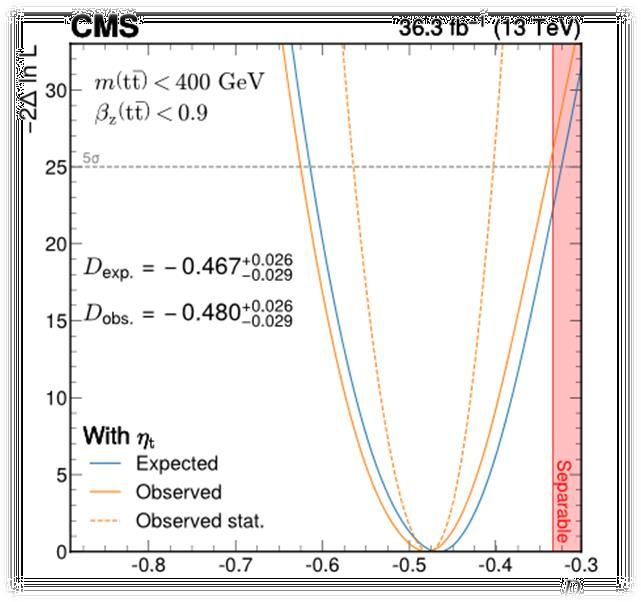 CMS 36.3 fb⁻¹ (13 TeV)
−2Δ ln L
m(tt̄) < 400 GeV
β_z(tt̄) < 0.9
5σ
D_exp. = −0.467 +0.026 −0.029
D_obs. = −0.480 +0.026 −0.029
With η_t
Expected
Observed
Observed stat.
Separable
30
25
20
15
10
5
0
-0.8 -0.7 -0.6 -0.5 -0.4 -0.3